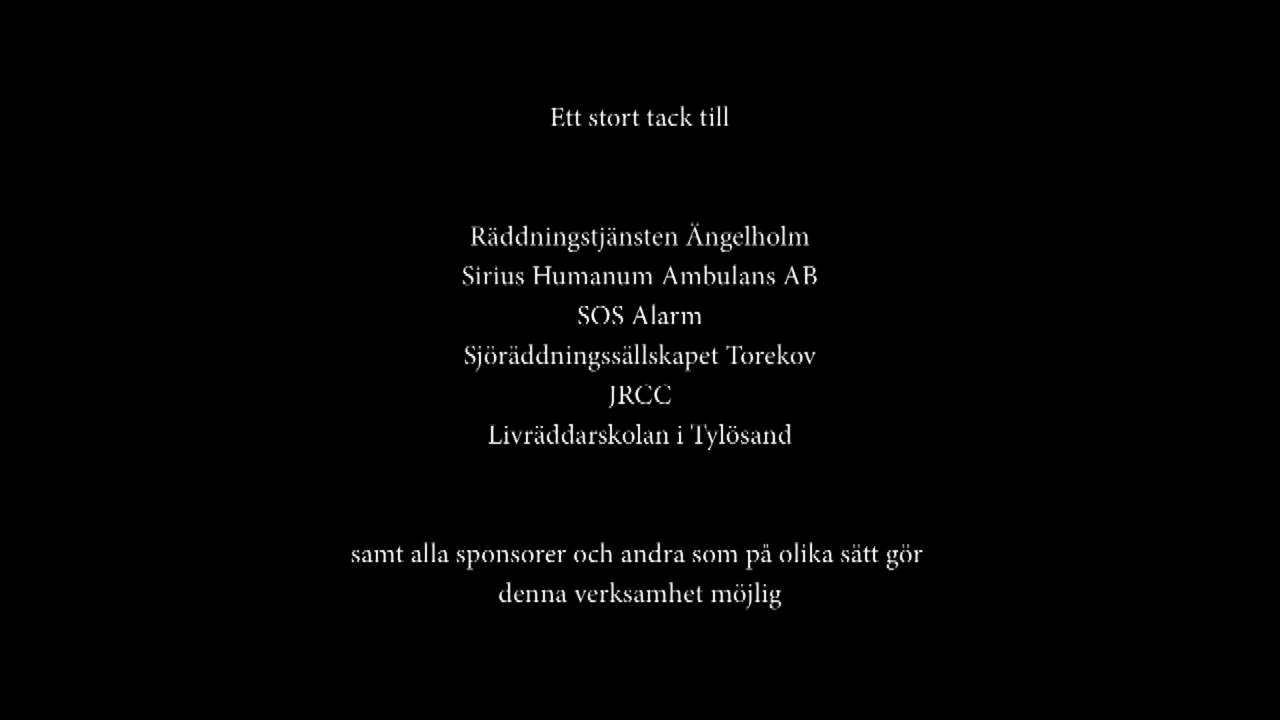 Ett stort tack till
Räddningstjänsten Ängelholm
Sirius Humanum Ambulans AB
SOS Alarm
Sjöräddningssällskapet Torekov
JRCC
Livräddarskolan i Tylösand
samt alla sponsorer och andra som på olika sätt gör
denna verksamhet möjlig